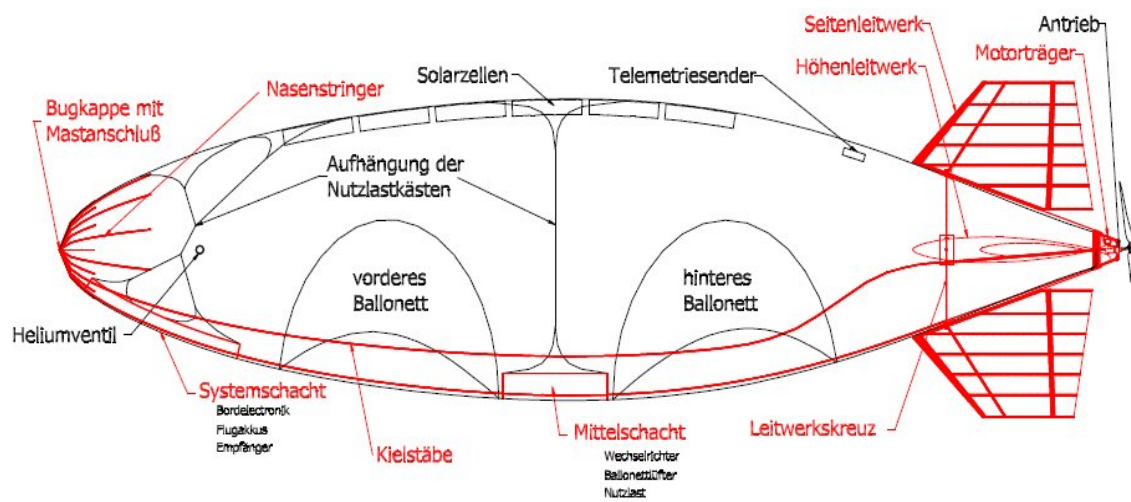 Seitenleitwerk
Antrieb
Höhenleitwerk
Motorträger
Solarzellen
Telemetriesender
Nasenstringer
Bugkappe mit
Mastanschluß
Aufhängung der
Nutzlastkästen
vorderes
Ballonett
hinteres
Ballonett
Heliumventil
Systemschacht
Bordelectronik
Flugakkus
Empfänger
Kielstäbe
Mittelschacht
Wechselrichter
Ballonettlüfter
Nutzlast
Leitwerkskreuz